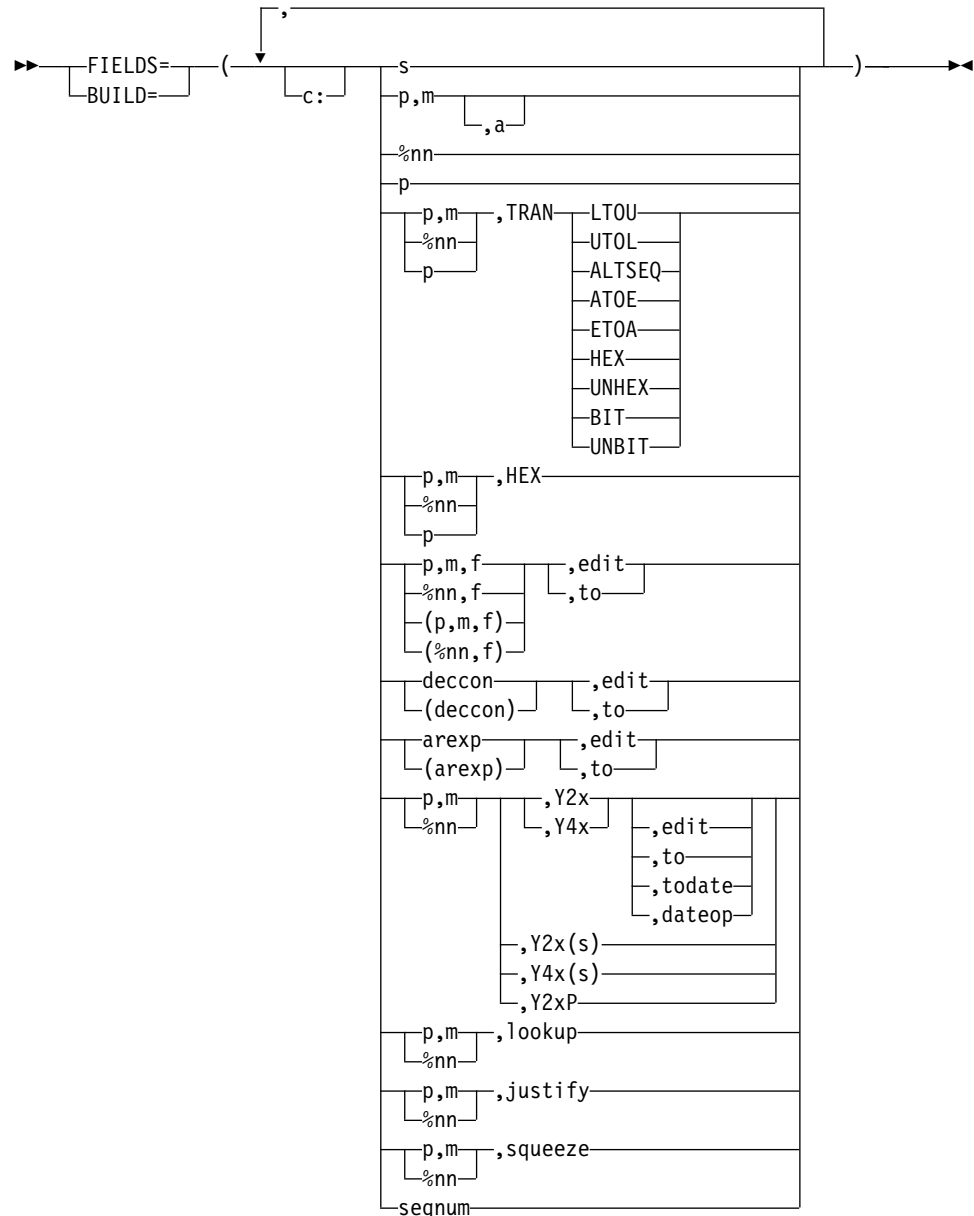 ,
FIELDS= ( s )
BUILD= c:
p,m
,a
%nn
p
p,m ,TRAN LTOU
%nn UTOL
p ALTSEQ
ATOE
ETOA
HEX
UNHEX
BIT
UNBIT
p,m ,HEX
%nn
p
p,m,f ,edit
%nn,f ,to
(p,m,f)
(%nn,f)
deccon ,edit
(deccon) ,to
arexp ,edit
(arexp) ,to
p,m ,Y2x
%nn ,Y4x ,edit
,to
,todate
,dateop
,Y2x(s)
,Y4x(s)
,Y2xP
p,m ,lookup
%nn
p,m ,justify
%nn
p,m ,squeeze
%nn
seqnum